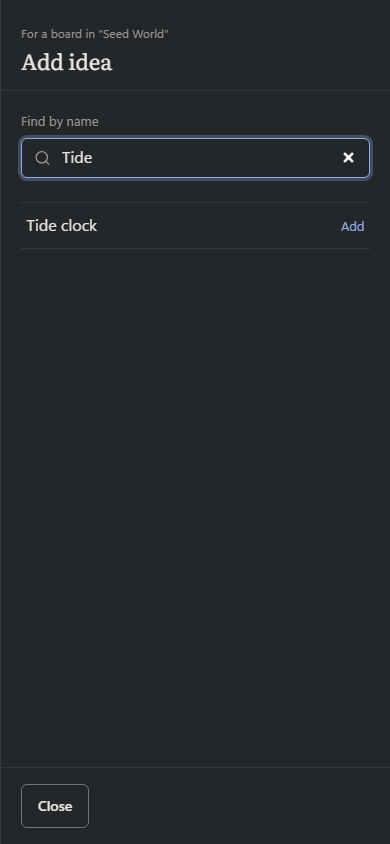 For a board in “Seed World”
Add idea
Find by name
Tide
Tide clock
Add
Close